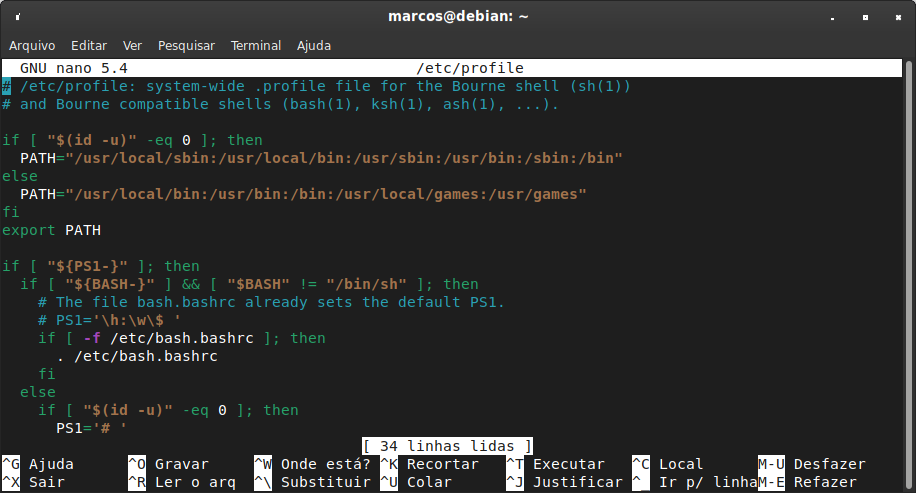 marcos@debian: ~
Arquivo Editar Ver Pesquisar Terminal Ajuda
GNU nano 5.4 /etc/profile
# /etc/profile: system-wide .profile file for the Bourne shell (sh(1))
# and Bourne compatible shells (bash(1), ksh(1), ash(1), ...).
if [ "$(id -u)" -eq 0 ]; then
  PATH="/usr/local/sbin:/usr/local/bin:/usr/sbin:/usr/bin:/sbin:/bin"
else
  PATH="/usr/local/bin:/usr/bin:/bin:/usr/local/games:/usr/games"
fi
export PATH
if [ "${PS1-}" ]; then
  if [ "${BASH-}" ] && [ "$BASH" != "/bin/sh" ]; then
    # The file bash.bashrc already sets the default PS1.
    # PS1='\h:\w\$ '
    if [ -f /etc/bash.bashrc ]; then
      . /etc/bash.bashrc
    fi
  else
    if [ "$(id -u)" -eq 0 ]; then
      PS1='# '
[ 34 linhas lidas ]
^G Ajuda ^O Gravar ^W Onde está? ^K Recortar ^T Executar ^C Local M-U Desfazer
^X Sair ^R Ler o arq ^\ Substituir ^U Colar ^J Justificar ^_ Ir p/ linha M-E Refazer